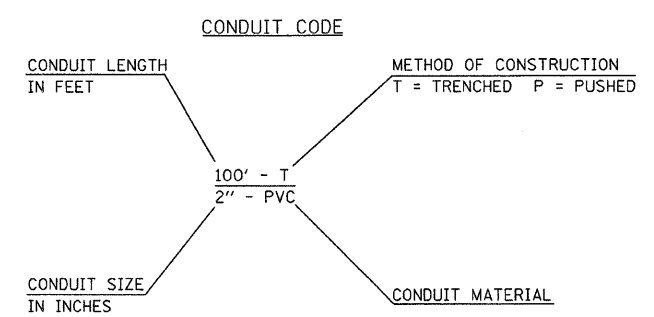 CONDUIT CODE
CONDUIT LENGTH
IN FEET
METHOD OF CONSTRUCTION
T = TRENCHED P = PUSHED
100' - T
2" - PVC
CONDUIT SIZE
IN INCHES
CONDUIT MATERIAL